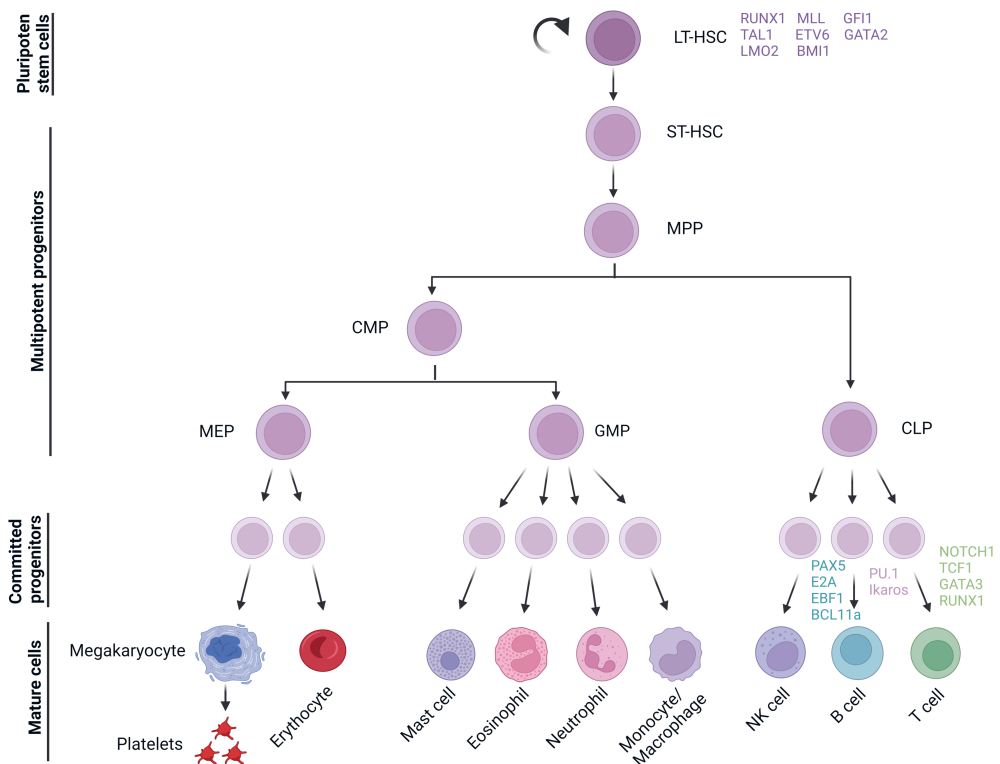 Pluripoten
stem cells
LT-HSC
RUNX1 MLL GFI1
TAL1 ETV6 GATA2
LMO2 BMI1
ST-HSC
Multipotent progenitors
MPP
CMP
MEP
GMP
CLP
Committed
progenitors
PAX5
E2A
EBF1
BCL11a
PU.1
Ikaros
NOTCH1
TCF1
GATA3
RUNX1
Mature cells
Megakaryocyte
Platelets
Erythocyte
Mast cell
Eosinophil
Neutrophil
Monocyte/
Macrophage
NK cell
B cell
T cell